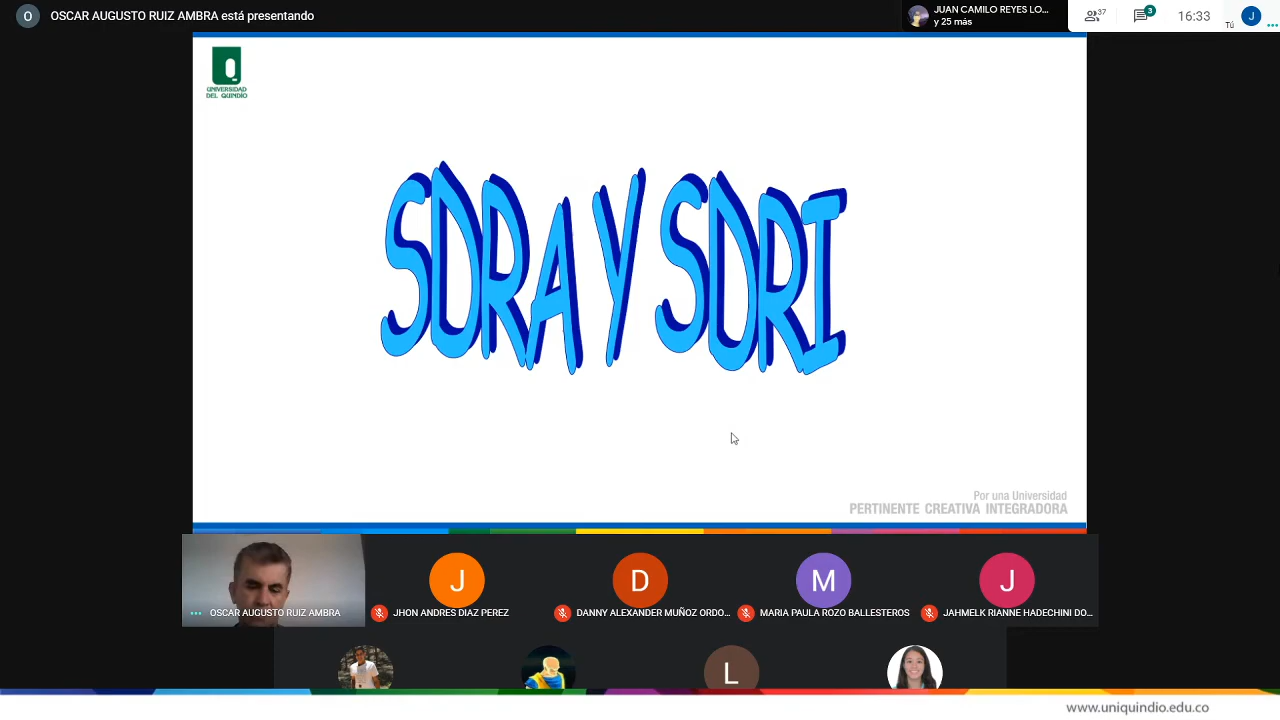 O OSCAR AUGUSTO RUIZ AMBRA está presentando
JUAN CAMILO REYES LO...
y 25 más
37
3
16:33
Tú
J
UNIVERSIDAD
DEL QUINDÍO
SDRA Y SDRI
Por una Universidad
PERTINENTE CREATIVA INTEGRADORA
J
D
M
J
OSCAR AUGUSTO RUIZ AMBRA
JHON ANDRES DIAZ PEREZ
DANNY ALEXANDER MUÑOZ ORDO...
MARIA PAULA ROZO BALLESTEROS
JAHMELK RIANNE HADECHINI DO...
L
www.uniquindio.edu.co